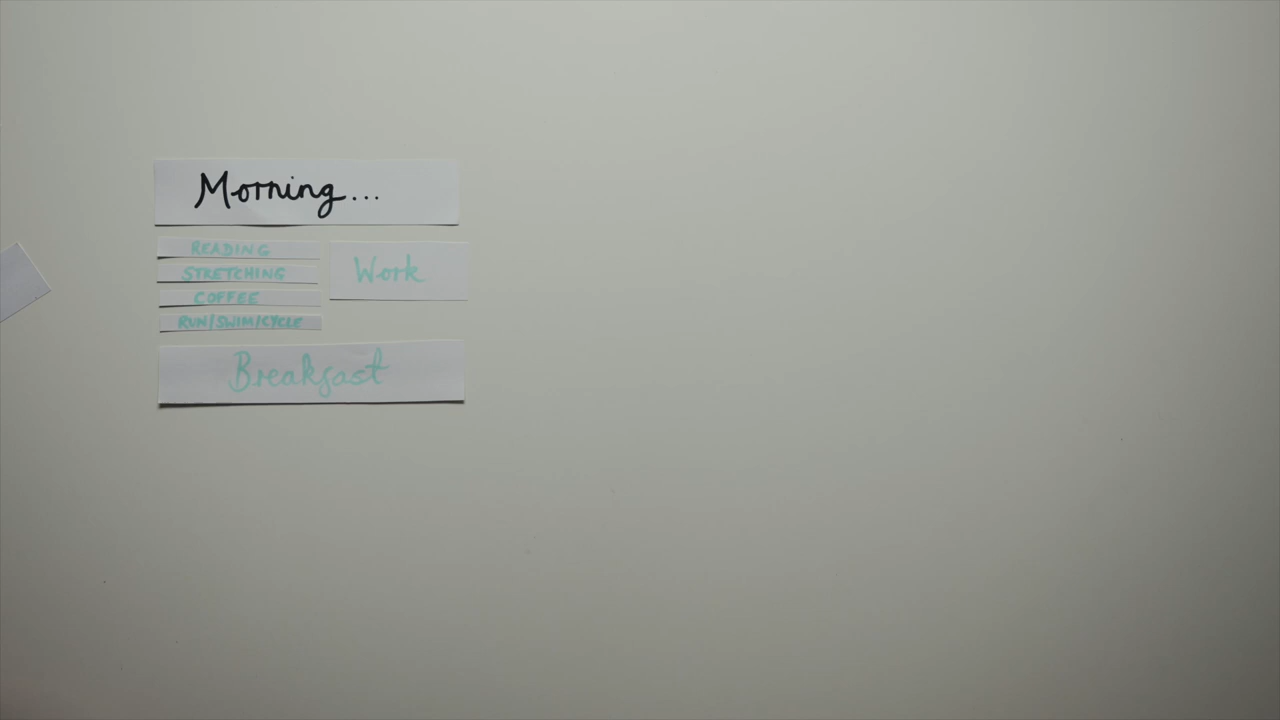 Morning...
READING
STRETCHING
COFFEE
RUN/SWIM/CYCLE
Work
Breakfast